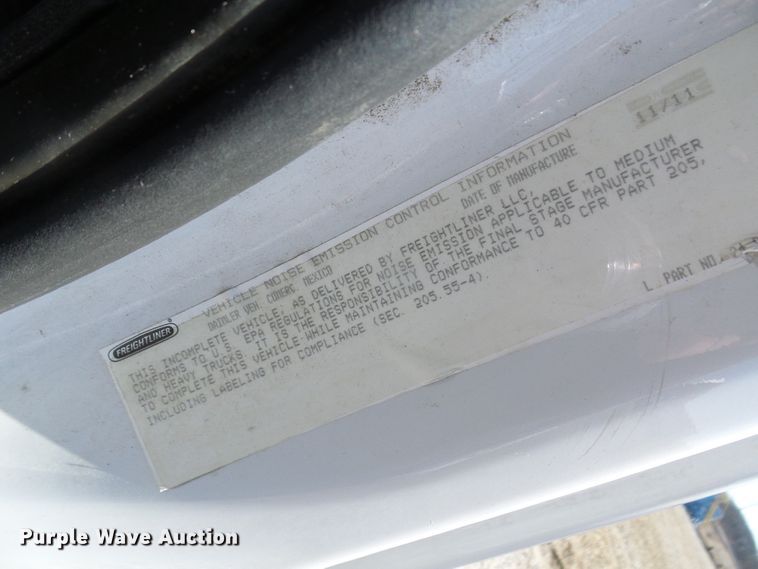 VEHICLE NOISE EMISSION CONTROL INFORMATION
DAIMLER VEH. COMERC MEXICO DATE OF MANUFACTURE 11/11
FREIGHTLINER
THIS INCOMPLETE VEHICLE, AS DELIVERED BY FREIGHTLINER LLC,
CONFORMS TO U.S. EPA REGULATIONS FOR NOISE EMISSION APPLICABLE TO MEDIUM
AND HEAVY TRUCKS. IT IS THE RESPONSIBILITY OF THE FINAL STAGE MANUFACTURER
TO COMPLETE THIS VEHICLE WHILE MAINTAINING CONFORMANCE TO 40 CFR PART 205,
INCLUDING LABELING FOR COMPLIANCE (SEC. 205.55-4).
L. PART NO
Purple Wave Auction